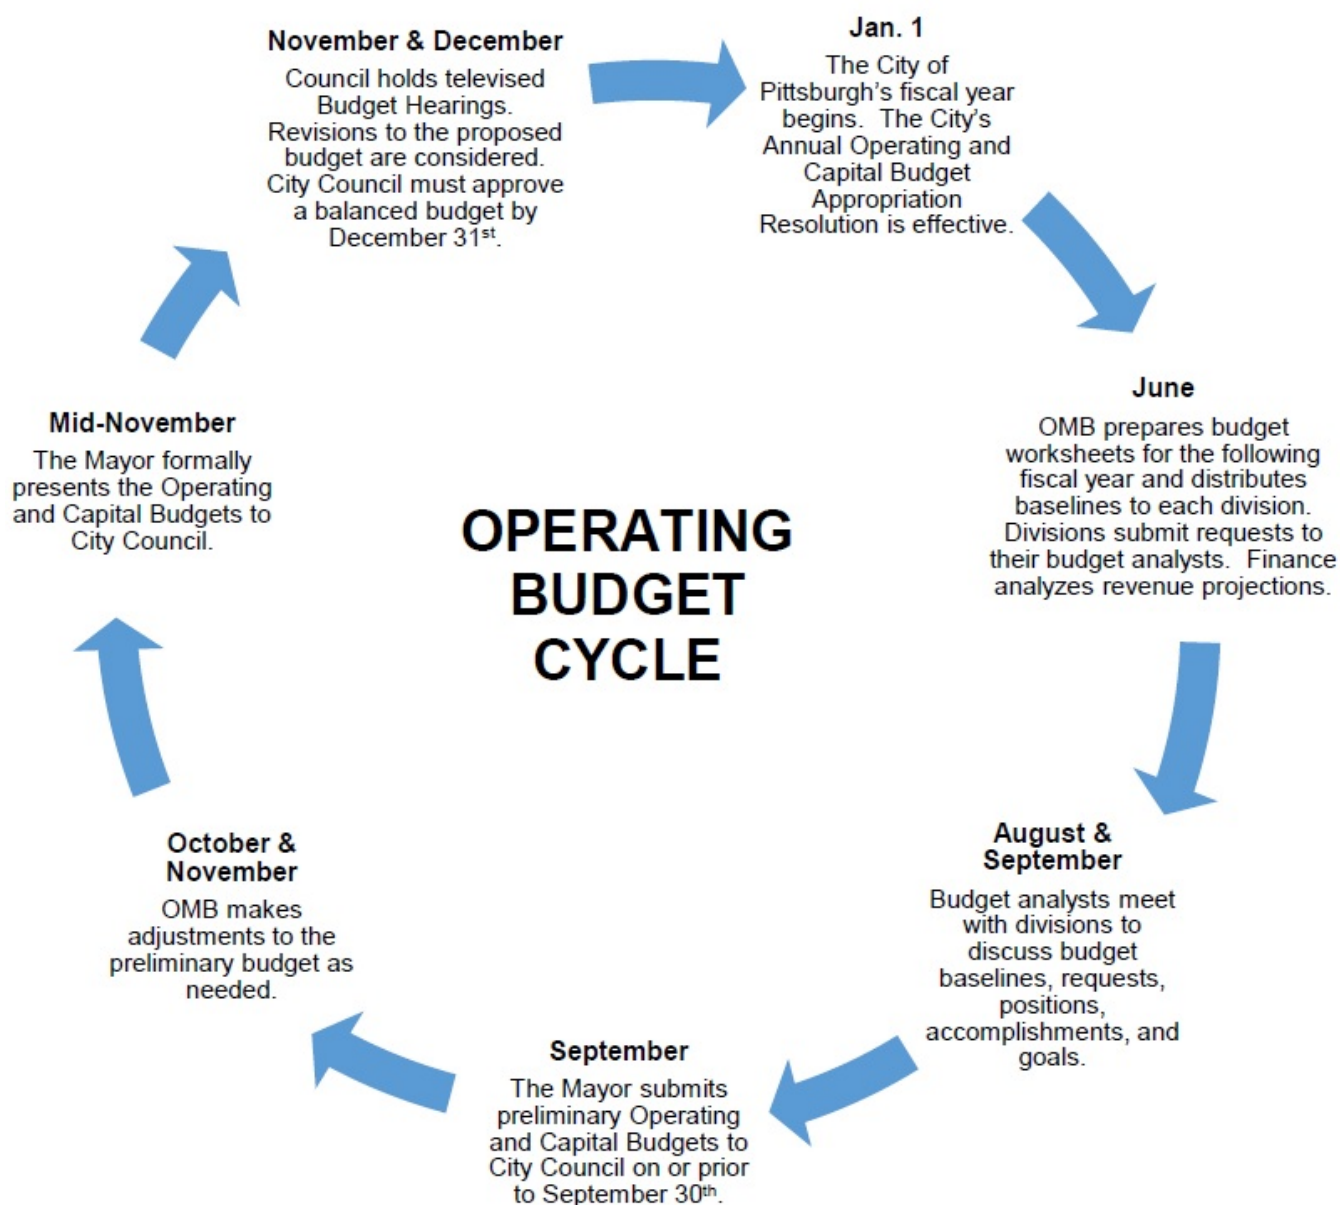 Jan. 1
The City of
Pittsburgh’s fiscal year
begins.  The City’s
Annual Operating and
Capital Budget
Appropriation
Resolution is effective.
June
OMB prepares budget
worksheets for the following
fiscal year and distributes
baselines to each division.
Divisions submit requests to
their budget analysts.  Finance
analyzes revenue projections.
August &
September
Budget analysts meet
with divisions to
discuss budget
baselines, requests,
positions,
accomplishments, and
goals.
September
The Mayor submits
preliminary Operating
and Capital Budgets to
City Council on or prior
to September 30th.
October &
November
OMB makes
adjustments to the
preliminary budget as
needed.
Mid-November
The Mayor formally
presents the Operating
and Capital Budgets to
City Council.
November & December
Council holds televised
Budget Hearings.
Revisions to the proposed
budget are considered.
City Council must approve
a balanced budget by
December 31st.
OPERATING
BUDGET
CYCLE